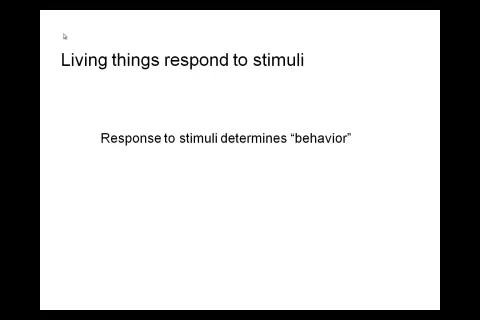 Living things respond to stimuli
Response to stimuli determines “behavior”